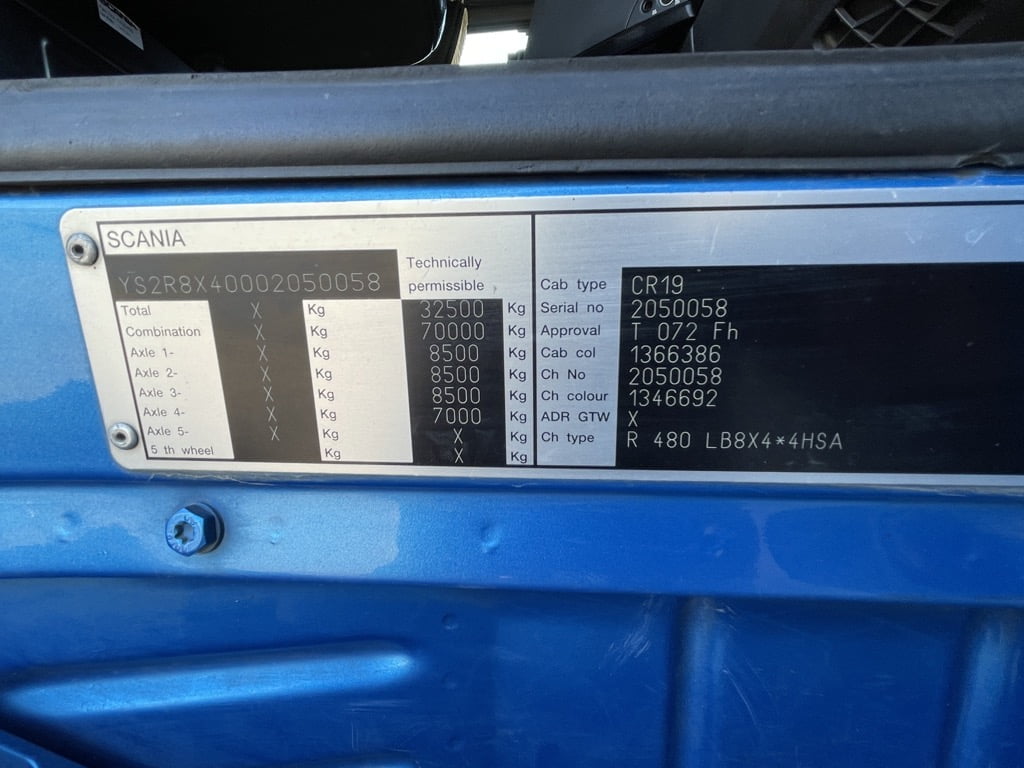 SCANIA
YS2R8X40002050058
Technically
permissible
Total X Kg 32500 Kg
Combination X Kg 70000 Kg
Axle 1- X Kg 8500 Kg
Axle 2- X Kg 8500 Kg
Axle 3- X Kg 8500 Kg
Axle 4- X Kg 7000 Kg
Axle 5- X Kg X Kg
5 th wheel Kg X Kg
Cab type CR19
Serial no 2050058
Approval T 072 Fh
Cab col 1366386
Ch No 2050058
Ch colour 1346692
ADR GTW X
Ch type R 480 LB8X4*4HSA